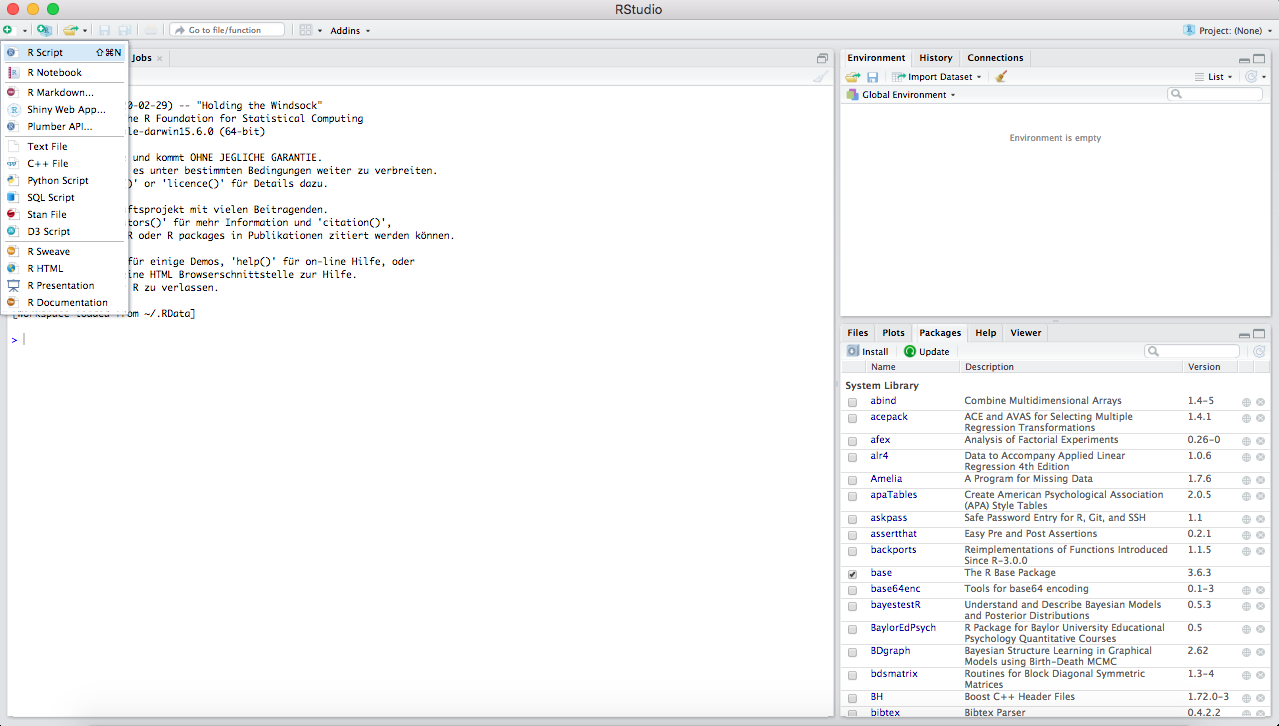 RStudio
Go to file/function
Addins
Project: (None)
R Script ⇧⌘N
R Notebook
R Markdown...
Shiny Web App...
Plumber API...
Text File
C++ File
Python Script
SQL Script
Stan File
D3 Script
R Sweave
R HTML
R Presentation
R Documentation
Jobs
0-02-29) -- "Holding the Windsock"
he R Foundation for Statistical Computing
le-darwin15.6.0 (64-bit)
und kommt OHNE JEGLICHE GARANTIE.
es unter bestimmten Bedingungen weiter zu verbreiten.
)' or 'licence()' für Details dazu.
ftsprojekt mit vielen Beitragenden.
tors()' für mehr Information und 'citation()',
R oder R packages in Publikationen zitiert werden können.
für einige Demos, 'help()' für on-line Hilfe, oder
ine HTML Browserschnittstelle zur Hilfe.
R zu verlassen.
[Workspace loaded from ~/.RData]
>
Environment History Connections
Import Dataset List
Global Environment
Environment is empty
Files Plots Packages Help Viewer
Install Update
Name Description Version
System Library
abind Combine Multidimensional Arrays 1.4-5
acepack ACE and AVAS for Selecting Multiple 1.4.1
Regression Transformations
afex Analysis of Factorial Experiments 0.26-0
alr4 Data to Accompany Applied Linear 1.0.6
Regression 4th Edition
Amelia A Program for Missing Data 1.7.6
apaTables Create American Psychological Association 2.0.5
(APA) Style Tables
askpass Safe Password Entry for R, Git, and SSH 1.1
assertthat Easy Pre and Post Assertions 0.2.1
backports Reimplementations of Functions Introduced 1.1.5
Since R-3.0.0
base The R Base Package 3.6.3
base64enc Tools for base64 encoding 0.1-3
bayestestR Understand and Describe Bayesian Models 0.5.3
and Posterior Distributions
BaylorEdPsych R Package for Baylor University Educational 0.5
Psychology Quantitative Courses
BDgraph Bayesian Structure Learning in Graphical 2.62
Models using Birth-Death MCMC
bdsmatrix Routines for Block Diagonal Symmetric 1.3-4
Matrices
BH Boost C++ Header Files 1.72.0-3
bibtex Bibtex Parser 0.4.2.2